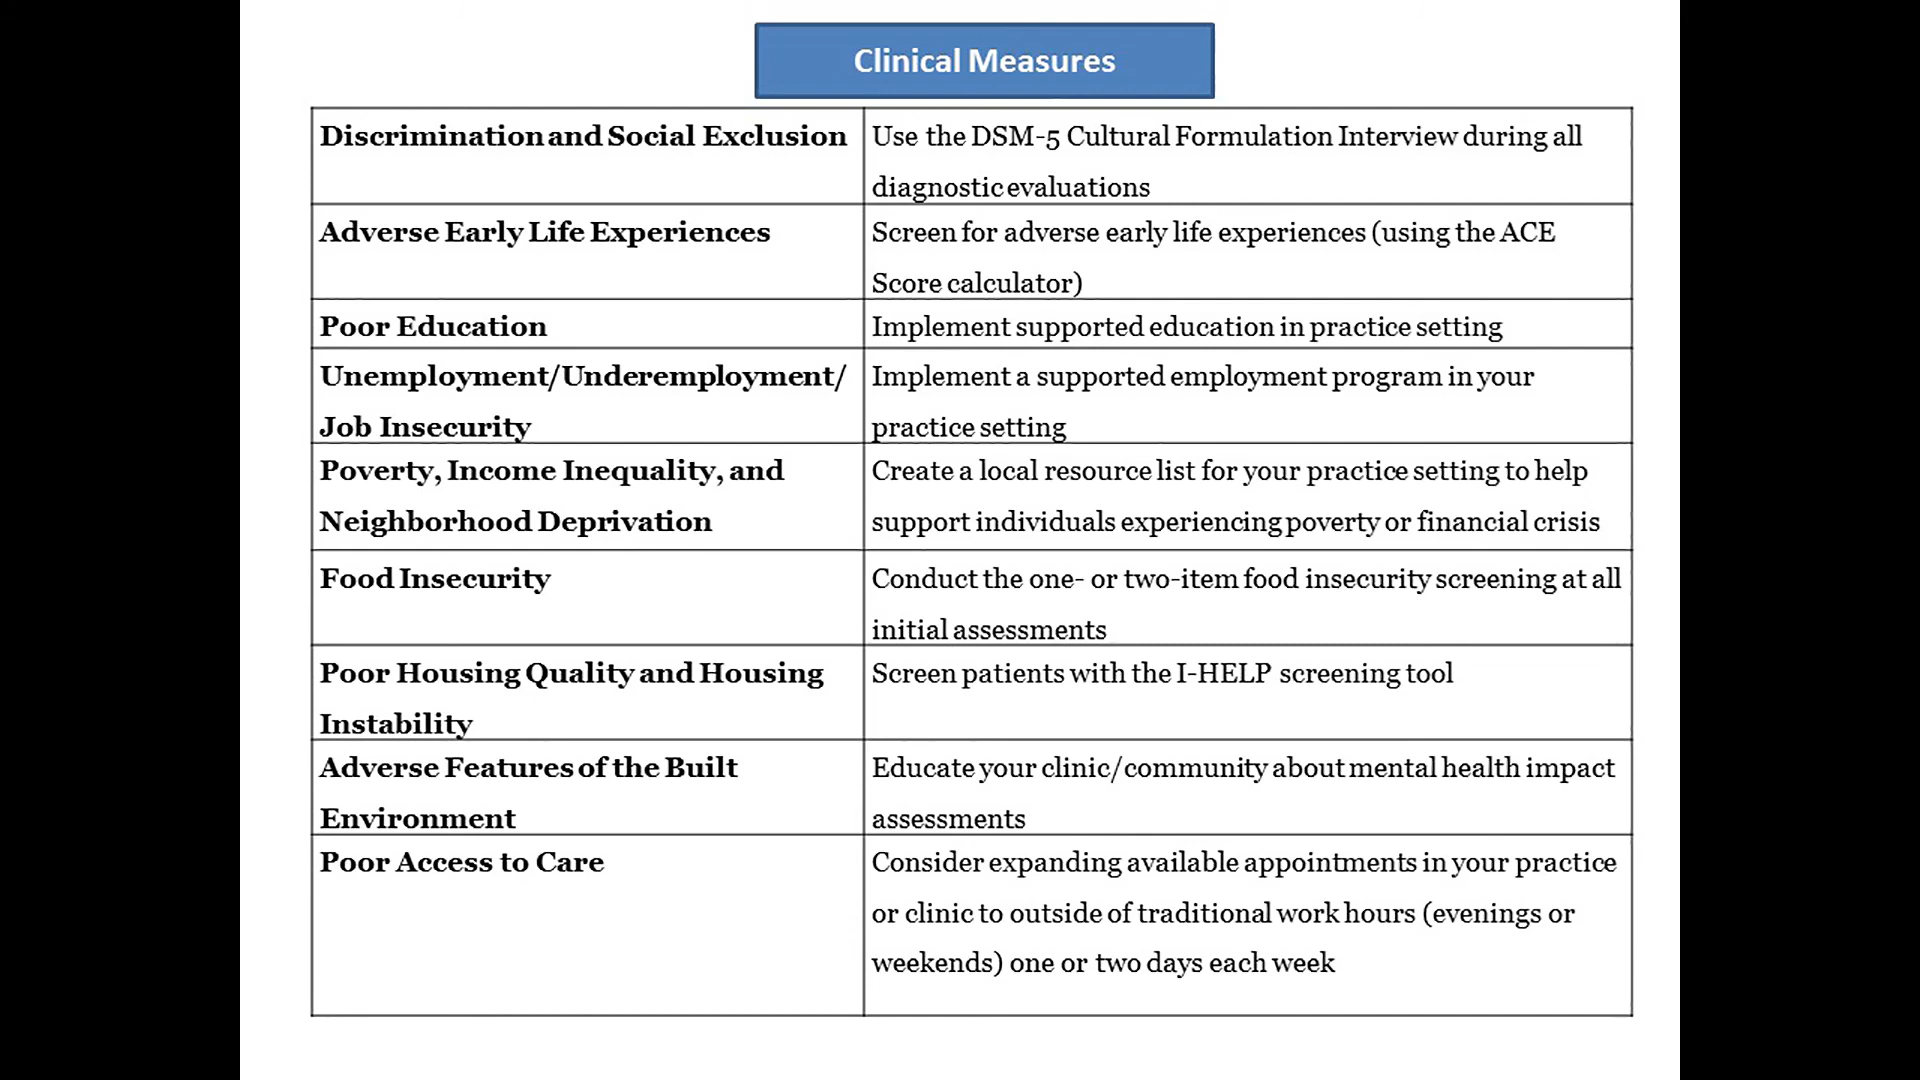 Clinical Measures
Discrimination and Social Exclusion
Use the DSM-5 Cultural Formulation Interview during all
diagnostic evaluations
Adverse Early Life Experiences
Screen for adverse early life experiences (using the ACE
Score calculator)
Poor Education
Implement supported education in practice setting
Unemployment/Underemployment/
Job Insecurity
Implement a supported employment program in your
practice setting
Poverty, Income Inequality, and
Neighborhood Deprivation
Create a local resource list for your practice setting to help
support individuals experiencing poverty or financial crisis
Food Insecurity
Conduct the one- or two-item food insecurity screening at all
initial assessments
Poor Housing Quality and Housing
Instability
Screen patients with the I-HELP screening tool
Adverse Features of the Built
Environment
Educate your clinic/community about mental health impact
assessments
Poor Access to Care
Consider expanding available appointments in your practice
or clinic to outside of traditional work hours (evenings or
weekends) one or two days each week